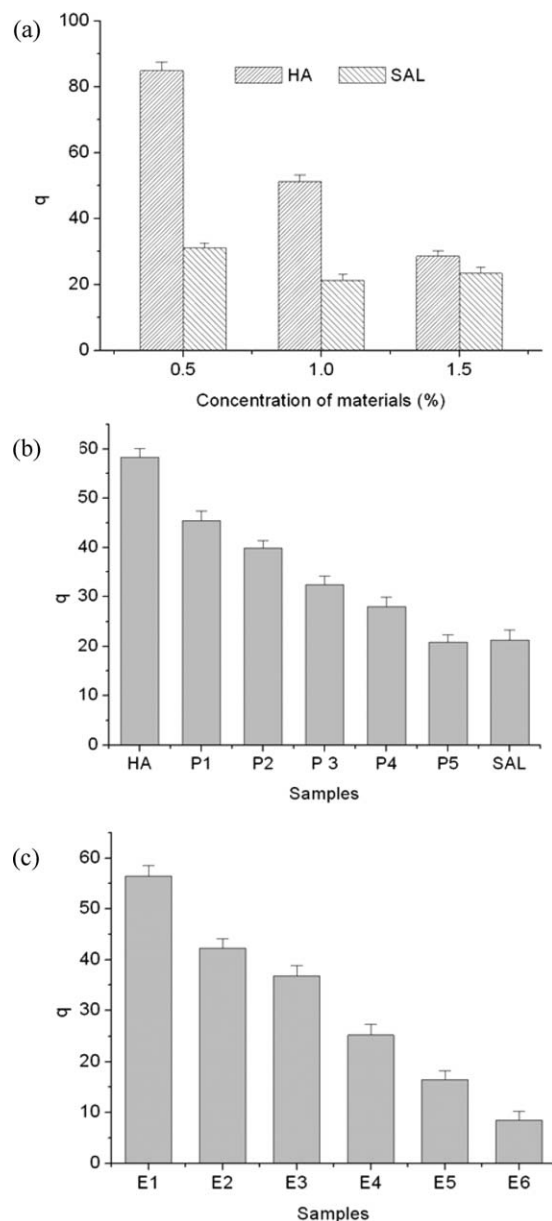 (a)
100
80
60
40
20
0
q
HA SAL
0.5 1.0 1.5
Concentration of materials (%)
(b)
60
50
40
30
20
10
0
q
HA P1 P2 P 3 P4 P5 SAL
Samples
(c)
60
50
40
30
20
10
0
q
E1 E2 E3 E4 E5 E6
Samples